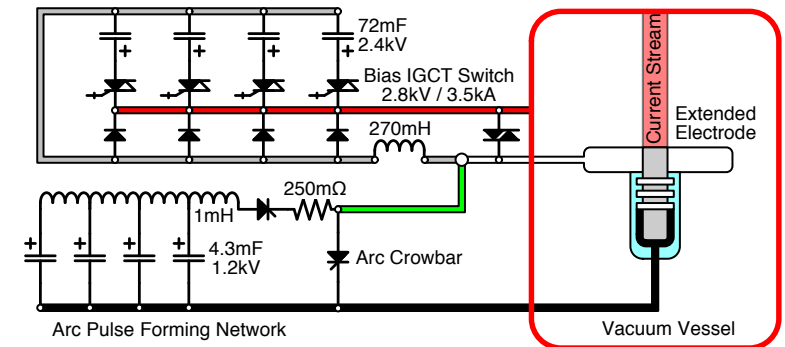 72mF
2.4kV
Bias IGCT Switch
2.8kV / 3.5kA
270mH
Current Stream
Extended
Electrode
250mΩ
1mH
4.3mF
1.2kV
Arc Crowbar
Arc Pulse Forming Network
Vacuum Vessel
+
+
+
+
+
+
+
+